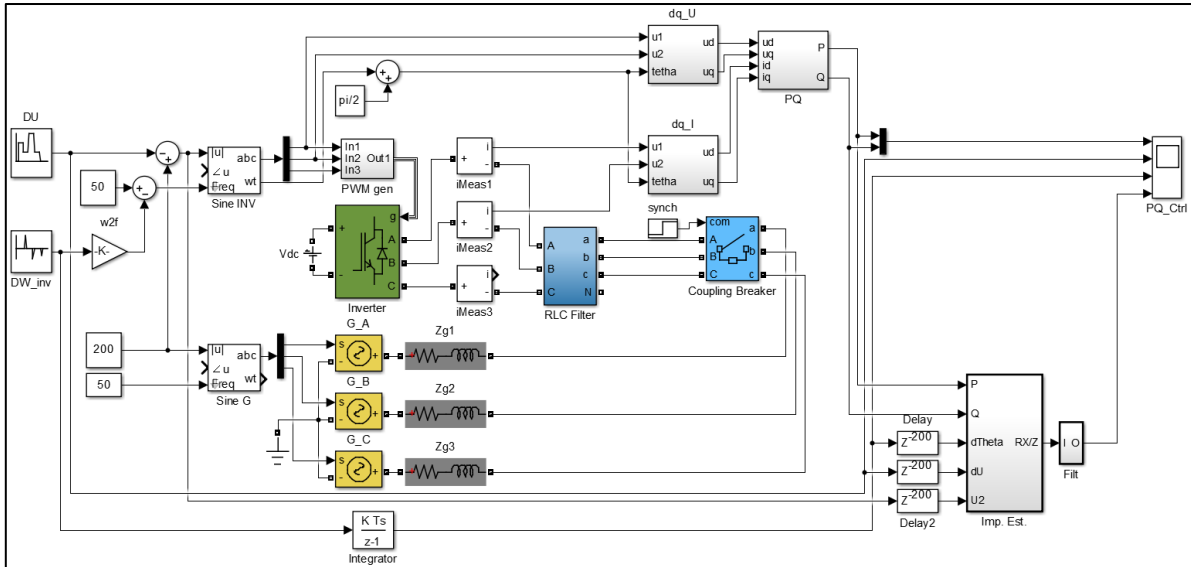 dq_U
u1
u2
tetha
ud
uq
ud
uq
id
iq
P
Q
PQ
pi/2
DU
|u|
∠u
Freq
abc
wt
Sine INV
50
w2f
-K-
DW_inv
In1
In2
In3
Out1
PWM gen
i
+
-
iMeas1
dq_I
u1
u2
tetha
ud
uq
PQ_Ctrl
Vdc
+
-
g
A
B
C
Inverter
i
+
-
iMeas2
i
+
-
iMeas3
A
B
C
a
b
c
N
RLC Filter
synch
com
A
B
C
a
b
c
Coupling Breaker
200
50
|u|
∠u
Freq
abc
wt
Sine G
G_A
s
-
+
Zg1
G_B
s
-
+
Zg2
G_C
s
-
+
Zg3
Delay
Z-200
Z-200
Z-200
Delay2
P
Q
dTheta
dU
U2
RX/Z
Imp. Est.
I O
Filt
K Ts
z-1
Integrator